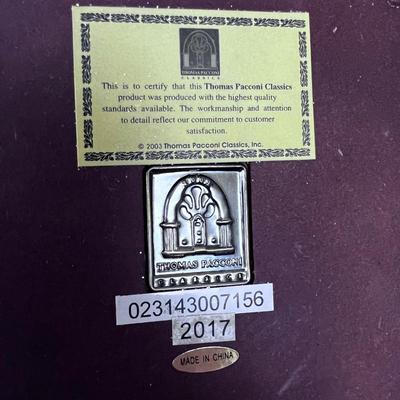 THOMAS PACCONI
CLASSICS
This is to certify that this Thomas Pacconi Classics
product was produced with the highest quality
standards available. The workmanship and attention
to detail reflect our commitment to customer
satisfaction.
© 2003 Thomas Pacconi Classics, Inc.
THOMAS PACCONI
CLASSICS
023143007156
2017
MADE IN CHINA